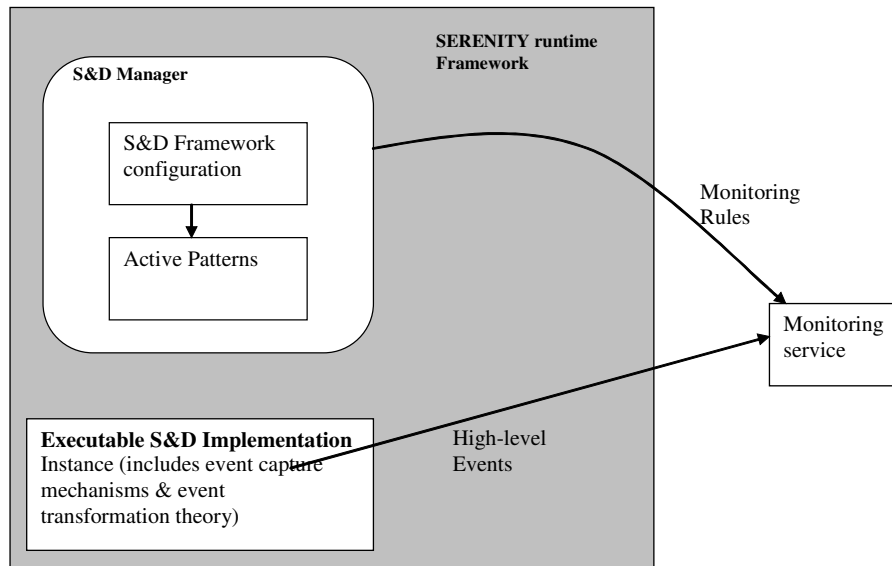 SERENITY runtime
Framework
S&D Manager
S&D Framework
configuration
Active Patterns
Monitoring
Rules
Monitoring
service
Executable S&D Implementation
Instance (includes event capture
mechanisms & event
transformation theory)
High-level
Events